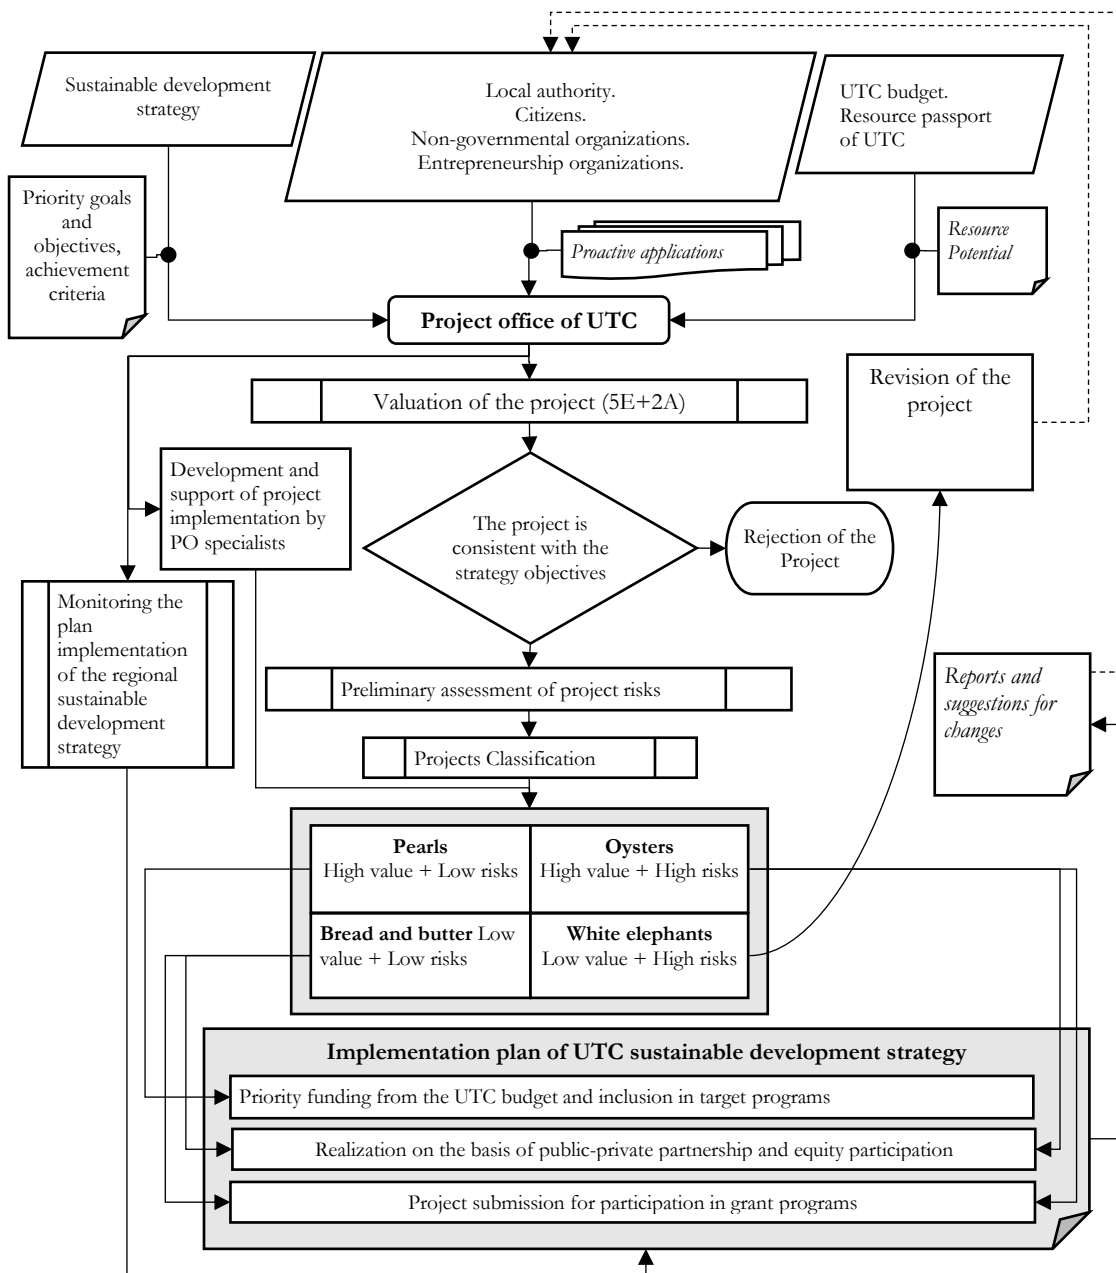 Sustainable development
strategy
Local authority.
Citizens.
Non-governmental organizations.
Entrepreneurship organizations.
UTC budget.
Resource passport
of UTC
Priority goals
and
objectives,
achievement
criteria
Proactive applications
Resource
Potential
Project office of UTC
Valuation of the project (5E+2A)
Revision of the
project
Development and
support of project
implementation by
PO specialists
The project is
consistent with the
strategy objectives
Rejection of the
Project
Monitoring the
plan
implementation
of the regional
sustainable
development
strategy
Preliminary assessment of project risks
Reports and
suggestions for
changes
Projects Classification
Pearls
High value + Low risks
Oysters
High value + High risks
Bread and butter Low
value + Low risks
White elephants
Low value + High risks
Implementation plan of UTC sustainable development strategy
Priority funding from the UTC budget and inclusion in target programs
Realization on the basis of public-private partnership and equity participation
Project submission for participation in grant programs